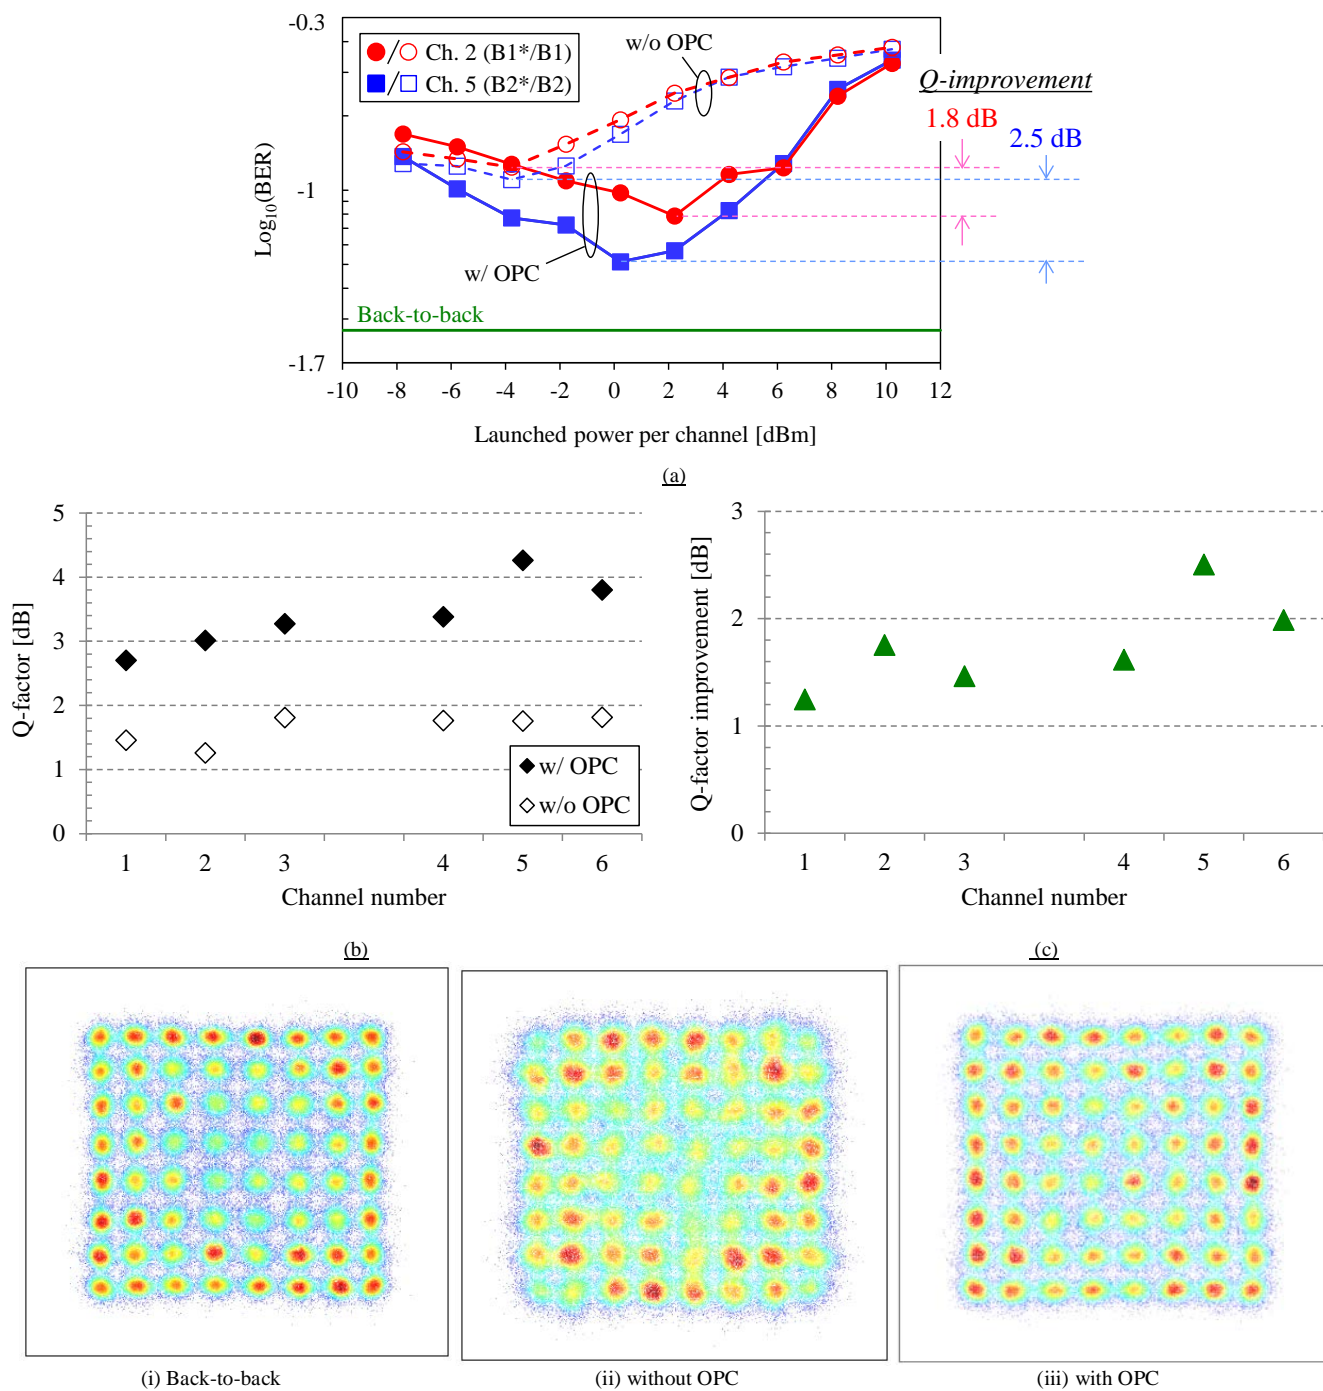 -0.3
-1
-1.7
Log10(BER)
Ch. 2 (B1*/B1)
Ch. 5 (B2*/B2)
w/o OPC
w/ OPC
Back-to-back
Q-improvement
1.8 dB
2.5 dB
-10 -8 -6 -4 -2 0 2 4 6 8 10 12
Launched power per channel [dBm]
(a)
5
4
3
2
1
0
Q-factor [dB]
w/ OPC
w/o OPC
1 2 3 4 5 6
Channel number
(b)
3
2
1
0
Q-factor improvement [dB]
1 2 3 4 5 6
Channel number
(c)
(i) Back-to-back
(ii) without OPC
(iii) with OPC